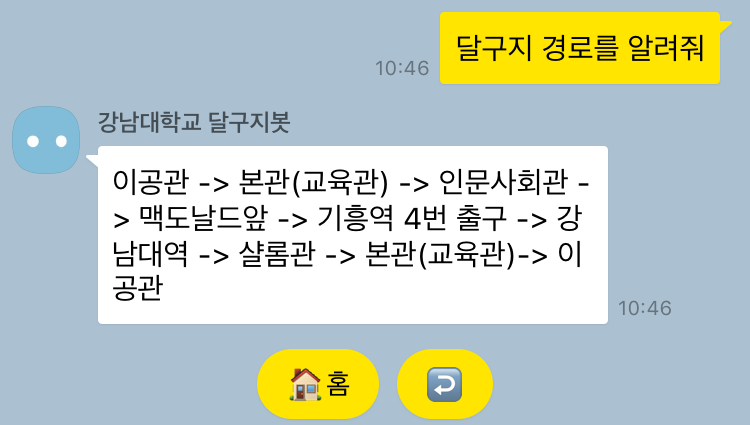 달구지 경로를 알려줘
10:46
강남대학교 달구지봇
이공관 -> 본관(교육관) -> 인문사회관 -
> 맥도날드앞 -> 기흥역 4번 출구 -> 강
남대역 -> 샬롬관 -> 본관(교육관)-> 이
공관
10:46
홈